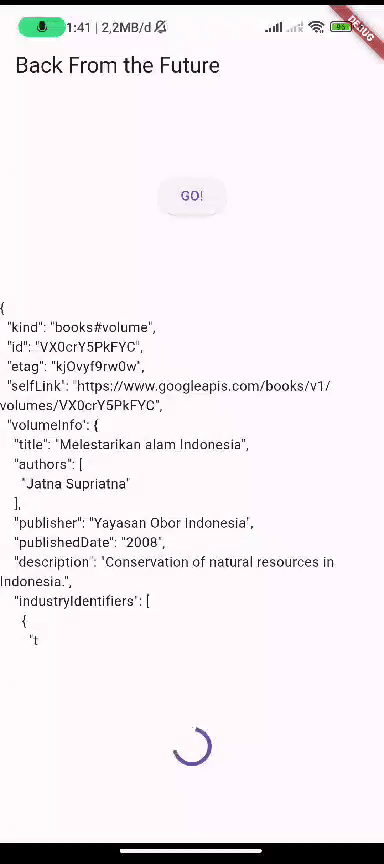 1:41 | 2,2MB/d
DEBUG
Back From the Future
GO!
{
"kind": "books#volume",
"id": "VX0crY5PkFYC",
"etag": "kjOvyf9rw0w",
"selfLink": "https://www.googleapis.com/books/v1/
volumes/VX0crY5PkFYC",
"volumeInfo": {
"title": "Melestarikan alam Indonesia",
"authors": [
"Jatna Supriatna"
],
"publisher": "Yayasan Obor Indonesia",
"publishedDate": "2008",
"description": "Conservation of natural resources in
Indonesia.",
"industryIdentifiers": [
{
"t